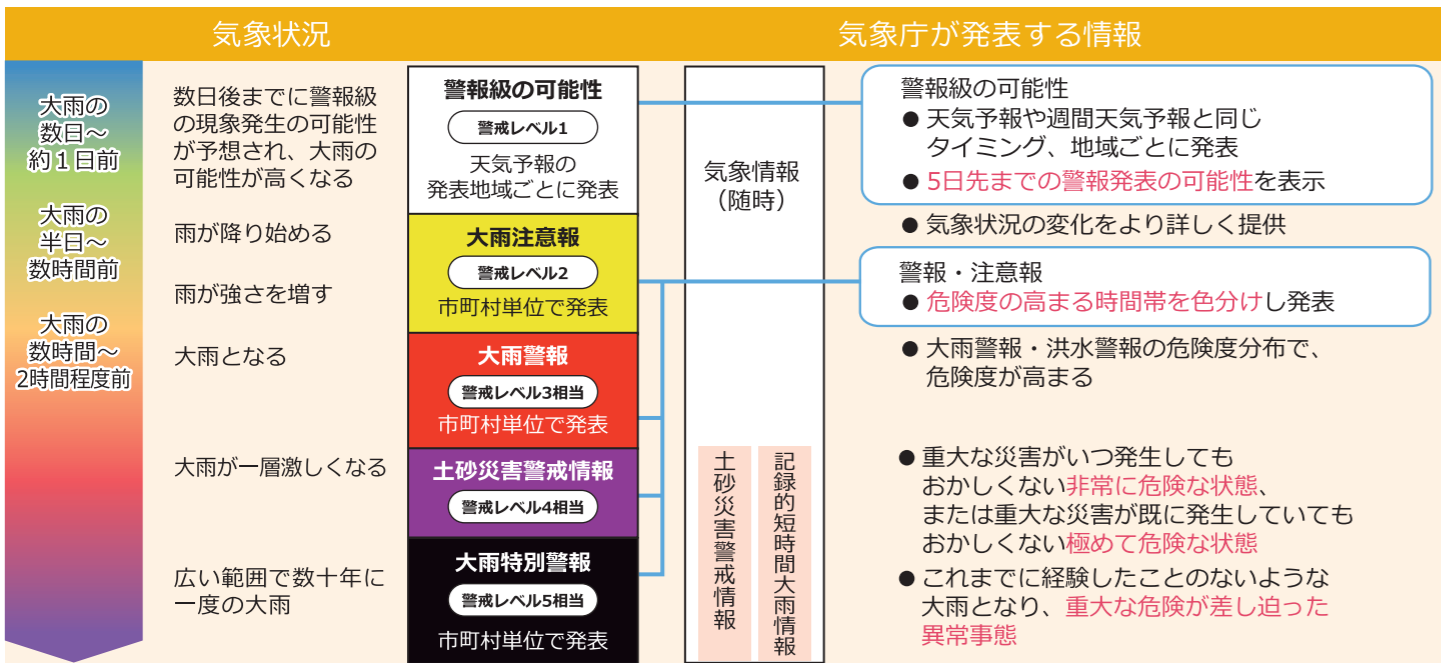 気象状況
気象庁が発表する情報
大雨の
数日～
約１日前
大雨の
半日～
数時間前
大雨の
数時間～
2時間程度前
数日後までに警報級
の現象発生の可能性
が予想され、大雨の
可能性が高くなる
雨が降り始める
雨が強さを増す
大雨となる
大雨が一層激しくなる
広い範囲で数十年に
一度の大雨
警報級の可能性
警戒レベル1
天気予報の
発表地域ごとに発表
大雨注意報
警戒レベル2
市町村単位で発表
大雨警報
警戒レベル3相当
市町村単位で発表
土砂災害警戒情報
警戒レベル4相当
大雨特別警報
警戒レベル5相当
市町村単位で発表
気象情報
（随時）
土砂災害警戒情報
記録的短時間大雨情報
警報級の可能性
● 天気予報や週間天気予報と同じ
タイミング、地域ごとに発表
● 5日先までの警報発表の可能性を表示
● 気象状況の変化をより詳しく提供
警報・注意報
● 危険度の高まる時間帯を色分けし発表
● 大雨警報・洪水警報の危険度分布で、
危険度が高まる
● 重大な災害がいつ発生しても
おかしくない非常に危険な状態、
または重大な災害が既に発生していても
おかしくない極めて危険な状態
● これまでに経験したことのないような
大雨となり、重大な危険が差し迫った
異常事態